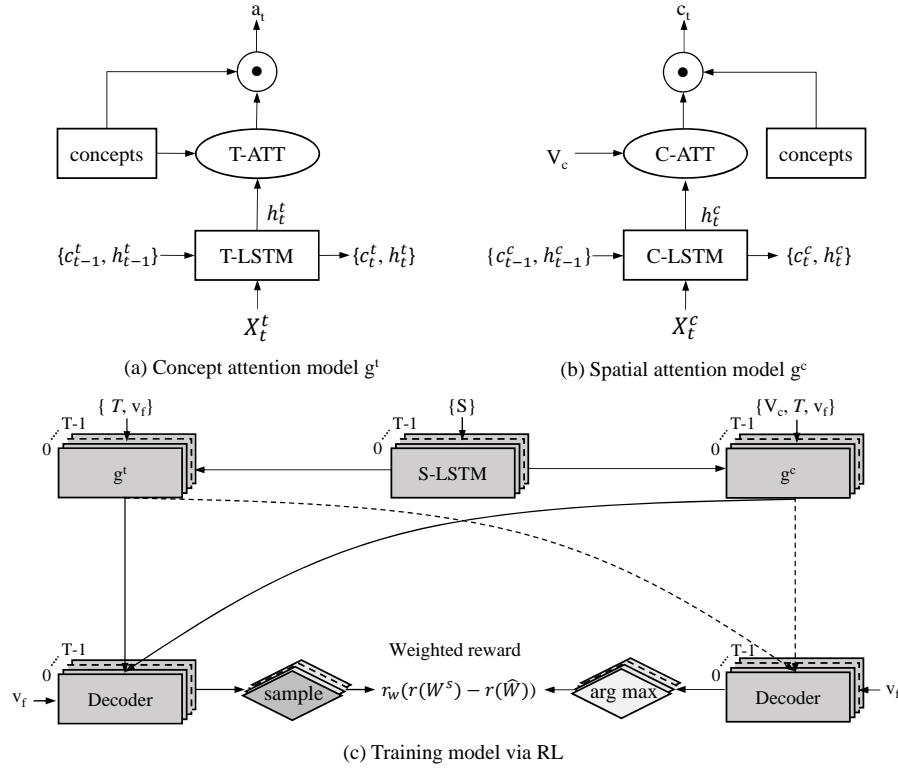 a_t
c_t
concepts
T-ATT
V_c
C-ATT
concepts
h_t^t
h_t^c
{c_{t-1}^t, h_{t-1}^t}
T-LSTM
{c_t^t, h_t^t}
{c_{t-1}^c, h_{t-1}^c}
C-LSTM
{c_t^c, h_t^c}
X_t^t
X_t^c
(a) Concept attention model g^t
(b) Spatial attention model g^c
{ T, v_f}
{S}
{V_c, T, v_f}
T-1
0
g^t
T-1
0
S-LSTM
T-1
0
g^c
T-1
0
Decoder
v_f
sample
Weighted reward
r_w(r(W^s) − r(Ŵ))
arg max
T-1
0
Decoder
v_f
(c) Training model via RL